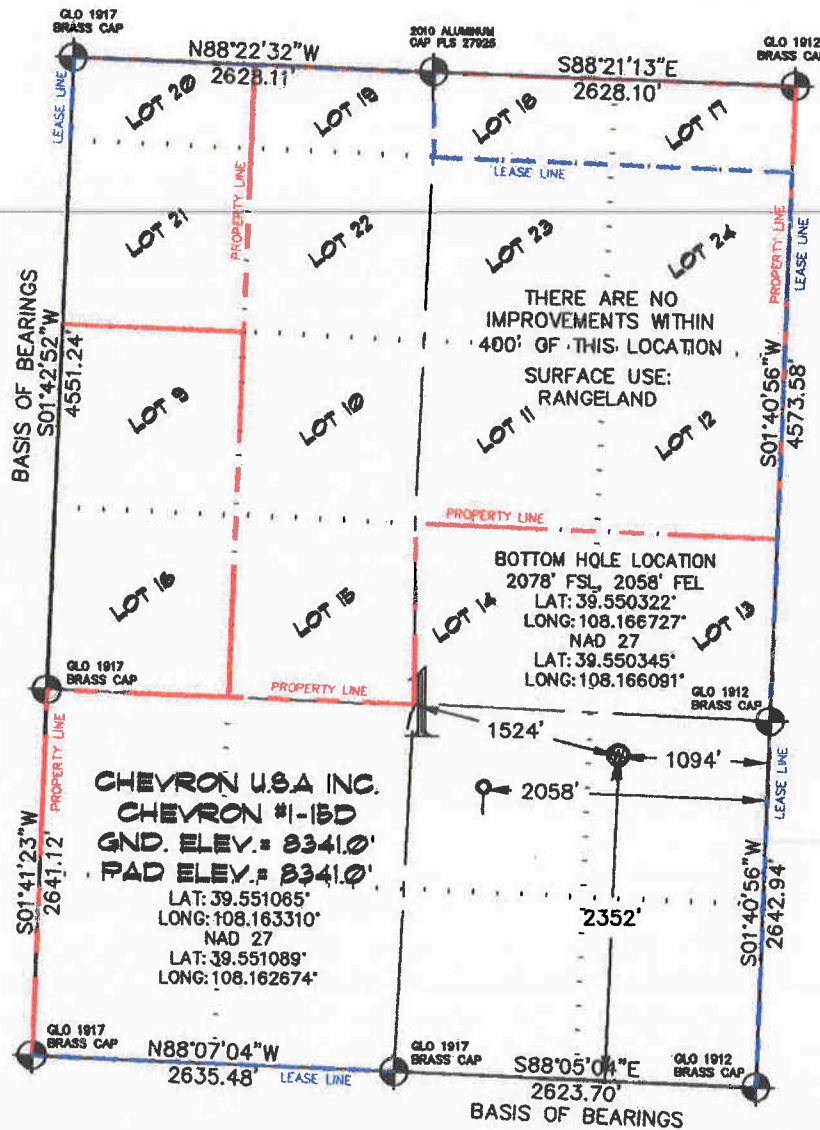 GLO 1917
BRASS CAP
N88°22'32"W
2628.11'
2010 ALUMINUM
CAP PLS 27925
S88°21'13"E
2628.10'
GLO 1912
BRASS CAP
LEASE LINE
LOT 20
LOT 19
LOT 18
LOT 17
LEASE LINE
PROPERTY LINE
LOT 21
LOT 22
LOT 23
LOT 24
PROPERTY LINE
LEASE LINE
THERE ARE NO
IMPROVEMENTS WITHIN
400' OF THIS LOCATION
SURFACE USE:
RANGELAND
BASIS OF BEARINGS
S01°42'52"W
4551.24'
S01°40'56"W
4573.58'
LOT 9
LOT 10
LOT 11
LOT 12
PROPERTY LINE
BOTTOM HOLE LOCATION
2078' FSL, 2058' FEL
LAT: 39.550322°
LONG: 108.166727°
NAD 27
LAT: 39.550345°
LONG: 108.166091°
LOT 16
LOT 15
LOT 14
LOT 13
GLO 1917
BRASS CAP
PROPERTY LINE
GLO 1912
BRASS CAP
1
1524'
1094'
2058'
PROPERTY LINE
LEASE LINE
CHEVRON U.S.A INC.
CHEVRON #1-15D
GND. ELEV.= 8341.0'
PAD ELEV.= 8341.0'
LAT: 39.551065°
LONG: 108.163310°
NAD 27
LAT: 39.551089°
LONG: 108.162674°
S01°41'23"W
2641.12'
2352'
S01°40'56"W
2642.94'
GLO 1917
BRASS CAP
N88°07'04"W
2635.48'
LEASE LINE
GLO 1917
BRASS CAP
S88°05'04"E
2623.70'
GLO 1912
BRASS CAP
BASIS OF BEARINGS